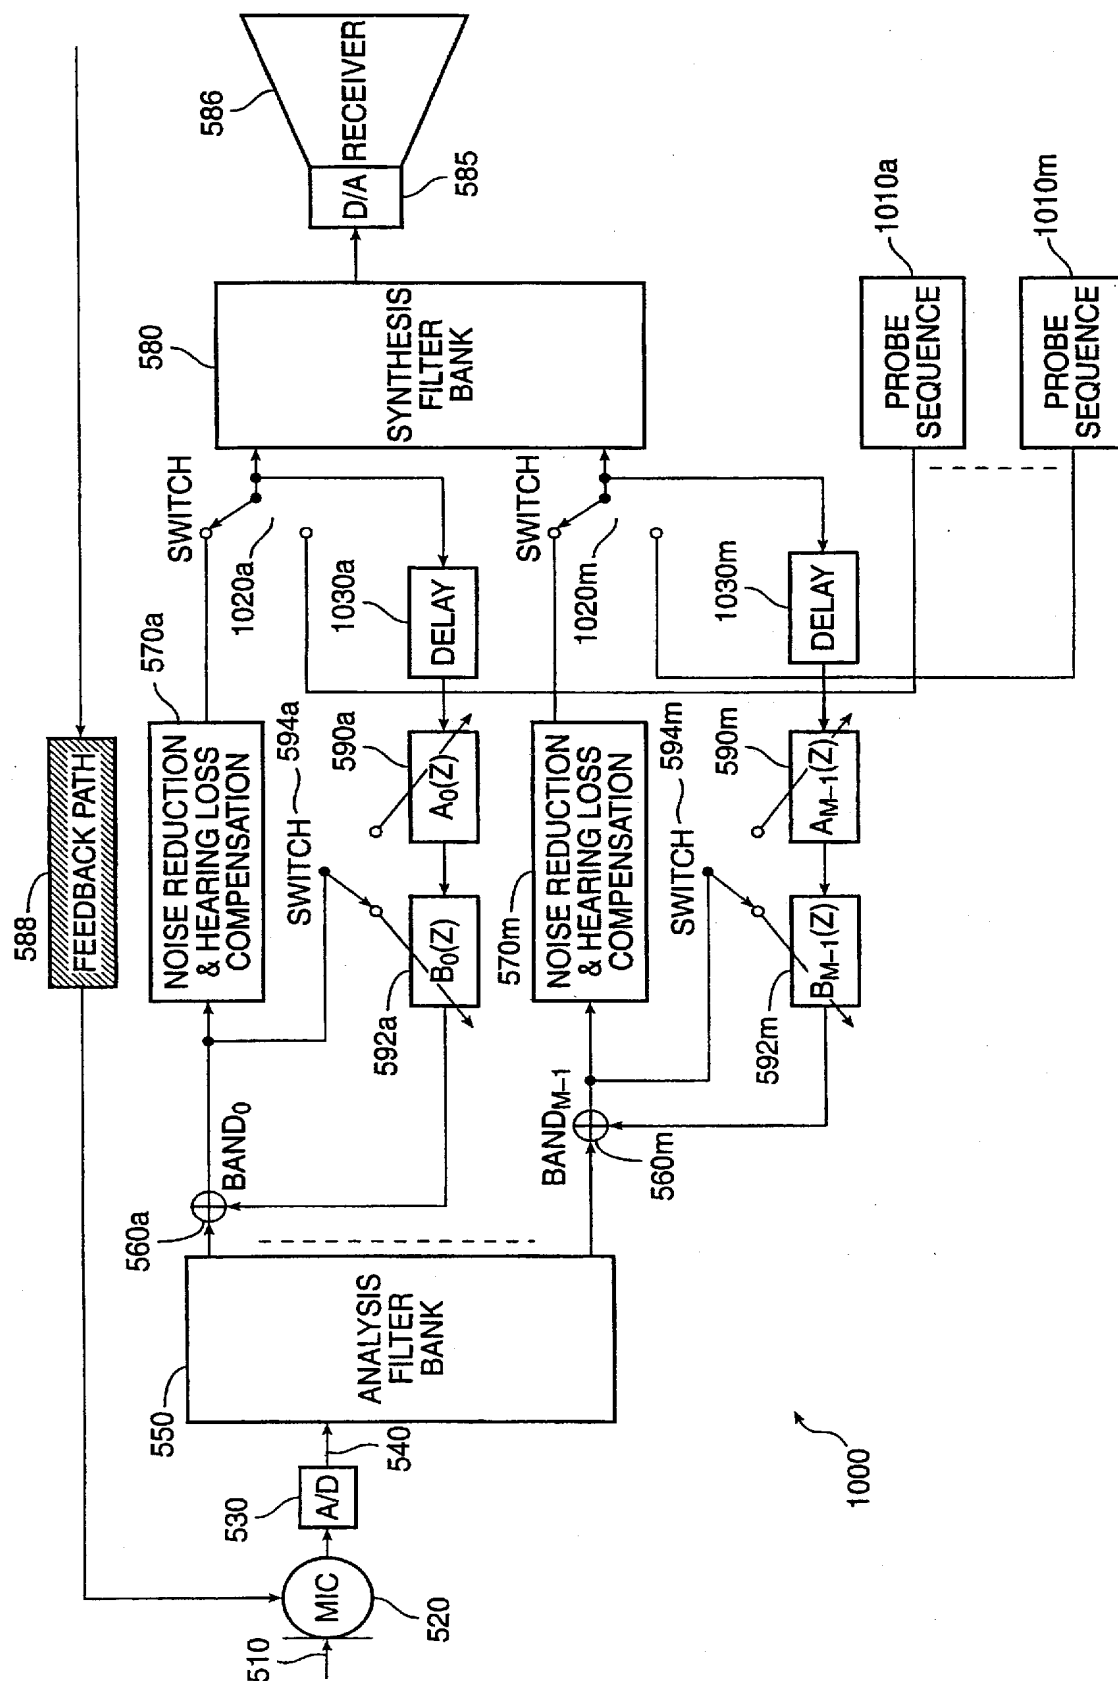 588
FEEDBACK PATH
586
RECEIVER
D/A
585
580
SYNTHESIS
FILTER
BANK
570a
NOISE REDUCTION
& HEARING LOSS
COMPENSATION
SWITCH
1020a
1030a
DELAY
SWITCH
594a
590a
A0(Z)
B0(Z)
592a
BAND0
560a
550
ANALYSIS
FILTER
BANK
530
A/D
540
MIC
510
520
570m
NOISE REDUCTION
& HEARING LOSS
COMPENSATION
SWITCH
1020m
1030m
DELAY
SWITCH
594m
590m
AM–1(Z)
BM–1(Z)
592m
BANDM–1
560m
1010a
PROBE
SEQUENCE
1010m
PROBE
SEQUENCE
1000